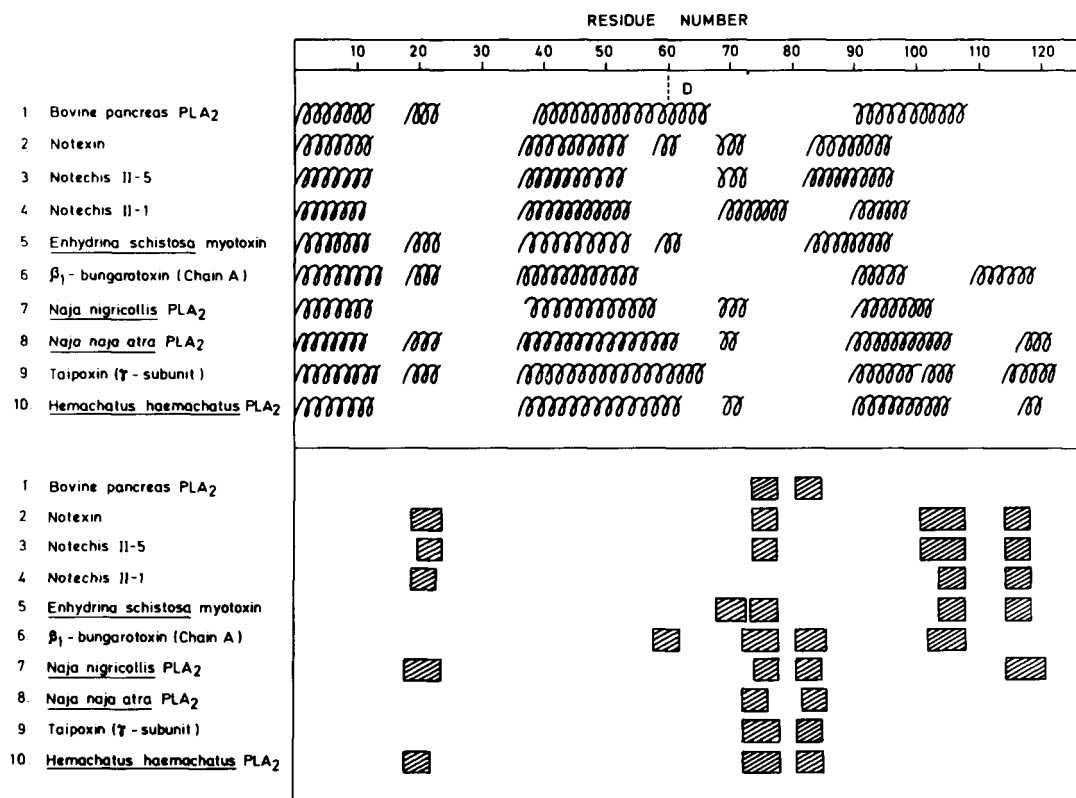 RESIDUE NUMBER
10 20 30 40 50 60 70 80 90 100 110 120
D
1 Bovine pancreas PLA2
2 Notexin
3 Notechis II-5
4 Notechis II-1
5 Enhydrina schistosa myotoxin
6 β1 - bungarotoxin (Chain A)
7 Naja nigricollis PLA2
8 Naja naja atra PLA2
9 Taipoxin (γ - subunit)
10. Hemachatus haemachatus PLA2
1 Bovine pancreas PLA2
2 Notexin
3 Notechis II-5
4 Notechis II-1
5 Enhydrina schistosa myotoxin
6. β1 - bungarotoxin (Chain A)
7 Naja nigricollis PLA2
8. Naja naja atra PLA2
9 Taipoxin (γ - subunit)
10. Hemachatus haemachatus PLA2